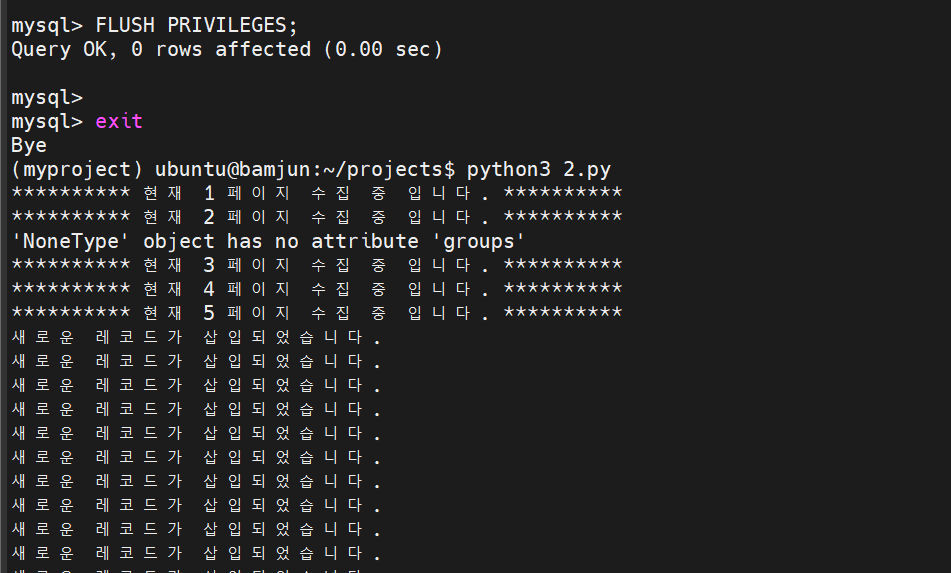 mysql> FLUSH PRIVILEGES;
Query OK, 0 rows affected (0.00 sec)
mysql>
mysql> exit
Bye
(myproject) ubuntu@bamjun:~/projects$ python3 2.py
********** 현재 1 페이지 수집 중 입니다. **********
********** 현재 2 페이지 수집 중 입니다. **********
'NoneType' object has no attribute 'groups'
********** 현재 3 페이지 수집 중 입니다. **********
********** 현재 4 페이지 수집 중 입니다. **********
********** 현재 5 페이지 수집 중 입니다. **********
새로운 레코드가 삽입되었습니다.
새로운 레코드가 삽입되었습니다.
새로운 레코드가 삽입되었습니다.
새로운 레코드가 삽입되었습니다.
새로운 레코드가 삽입되었습니다.
새로운 레코드가 삽입되었습니다.
새로운 레코드가 삽입되었습니다.
새로운 레코드가 삽입되었습니다.
새로운 레코드가 삽입되었습니다.
새로운 레코드가 삽입되었습니다.